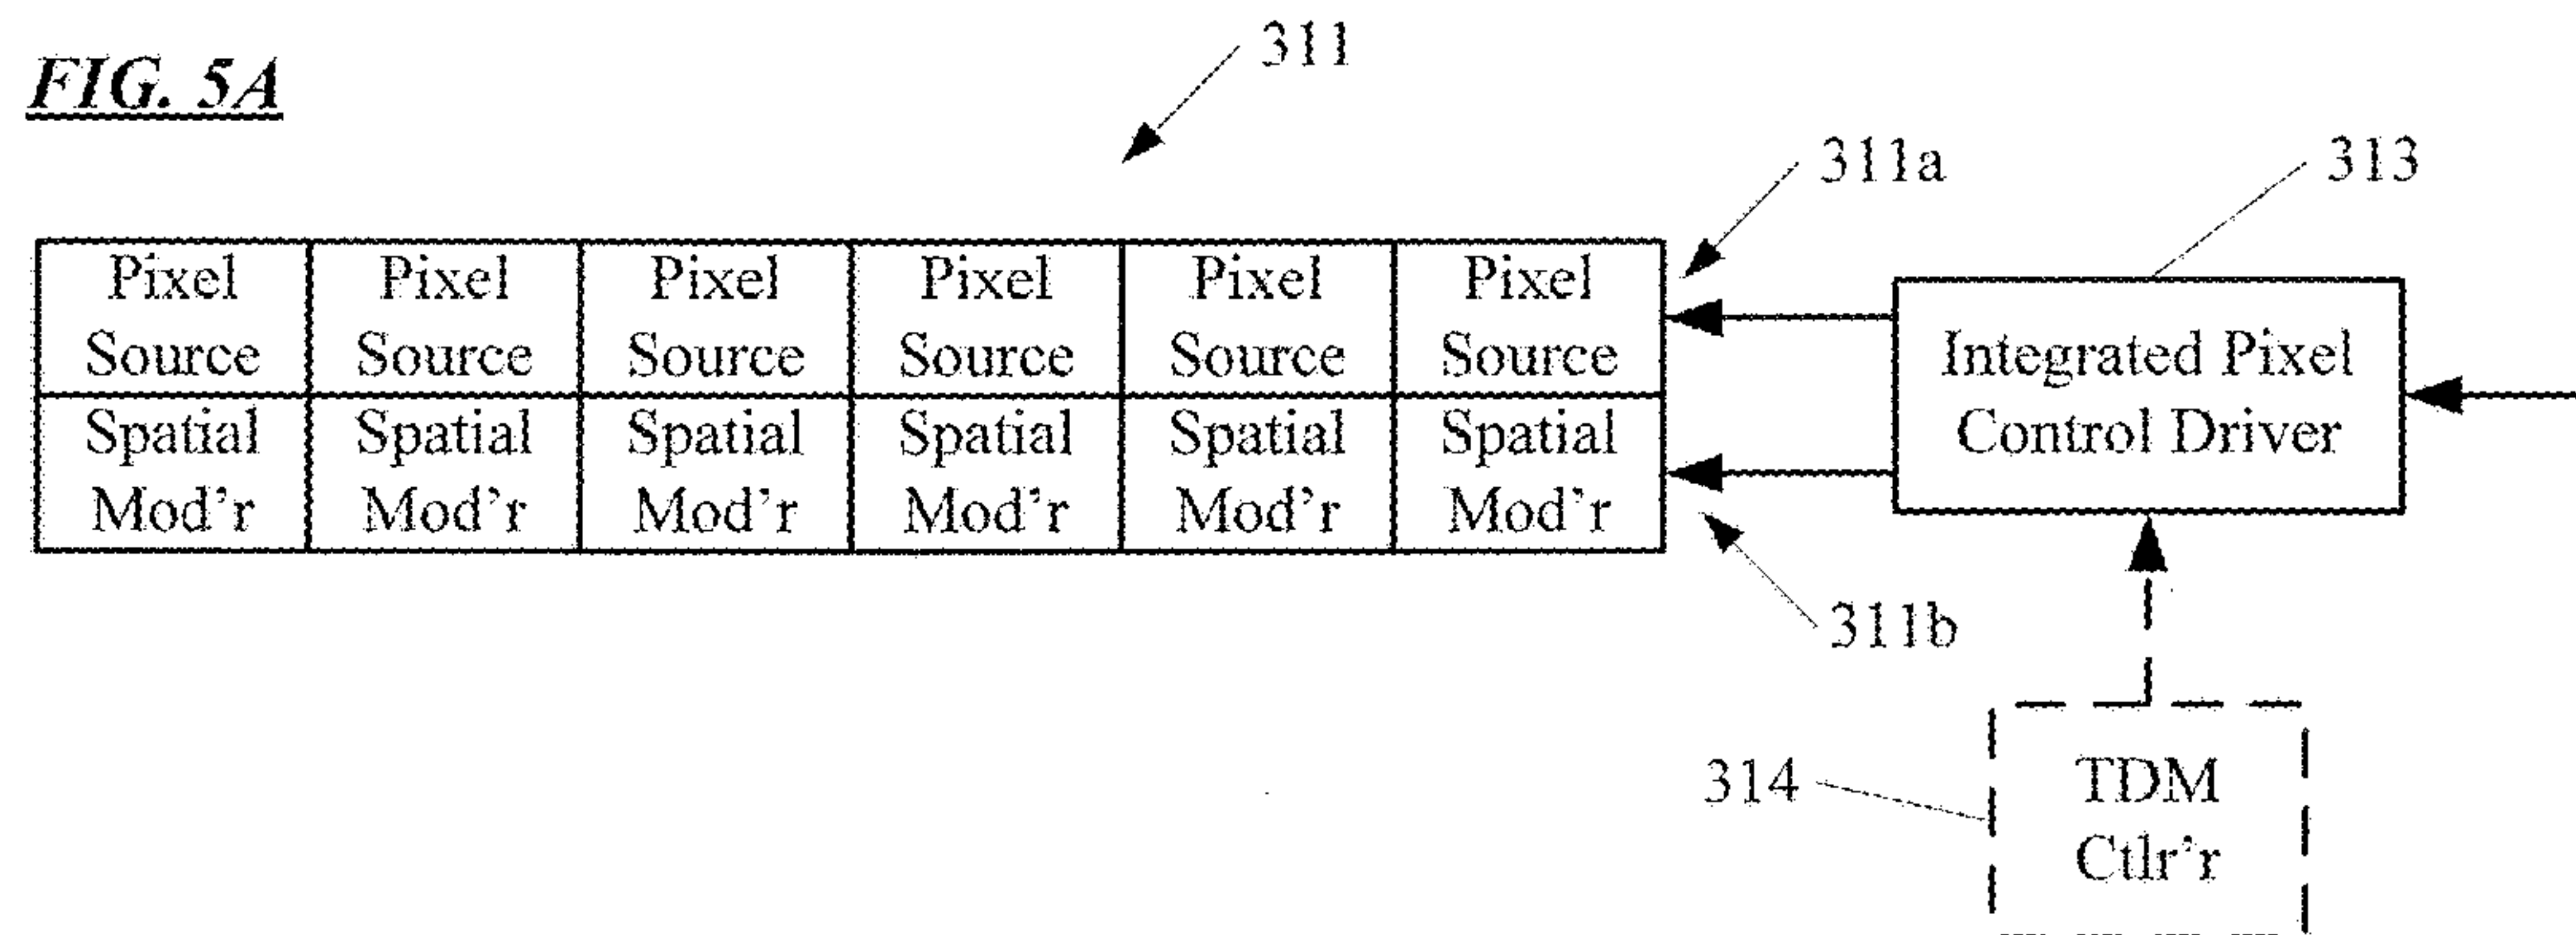 FIG. 5A
311
311a
313
Pixel Source
Pixel Source
Pixel Source
Pixel Source
Pixel Source
Pixel Source
Spatial Mod'r
Spatial Mod'r
Spatial Mod'r
Spatial Mod'r
Spatial Mod'r
Spatial Mod'r
Integrated Pixel
Control Driver
311b
314
TDM
Ctlr'r